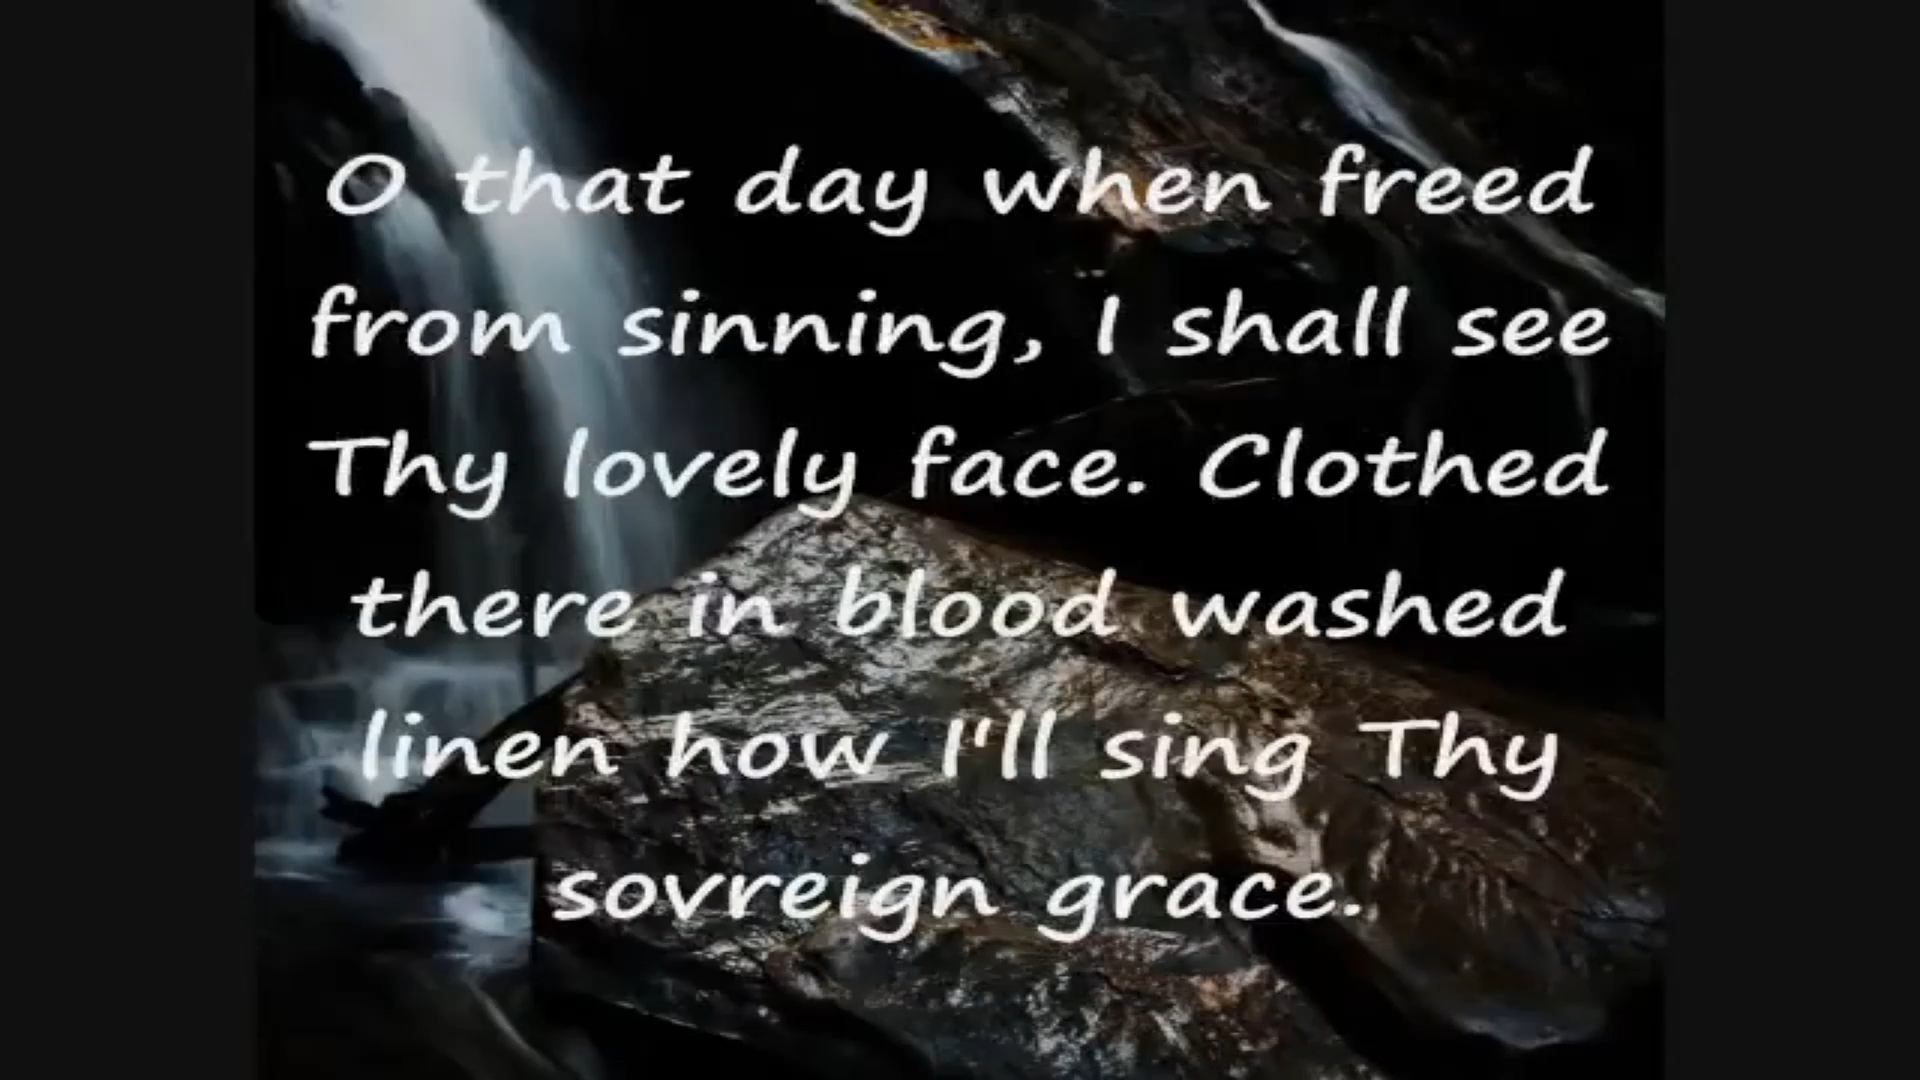 O that day when freed
from sinning, I shall see
Thy lovely face. Clothed
there in blood washed
linen how I'll sing Thy
sovreign grace.